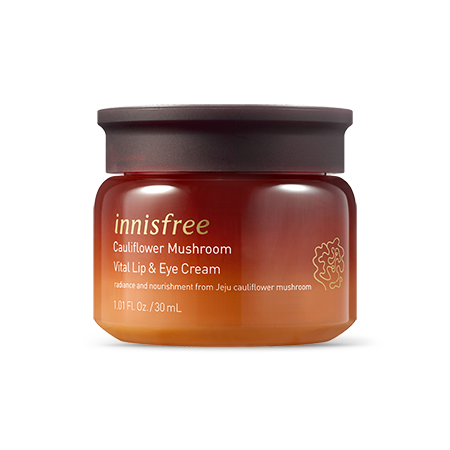 innisfree
Cauliflower Mushroom
Vital Lip & Eye Cream
radiance and nourishment from Jeju cauliflower mushroom
1.01 Fl. Oz. / 30 mL